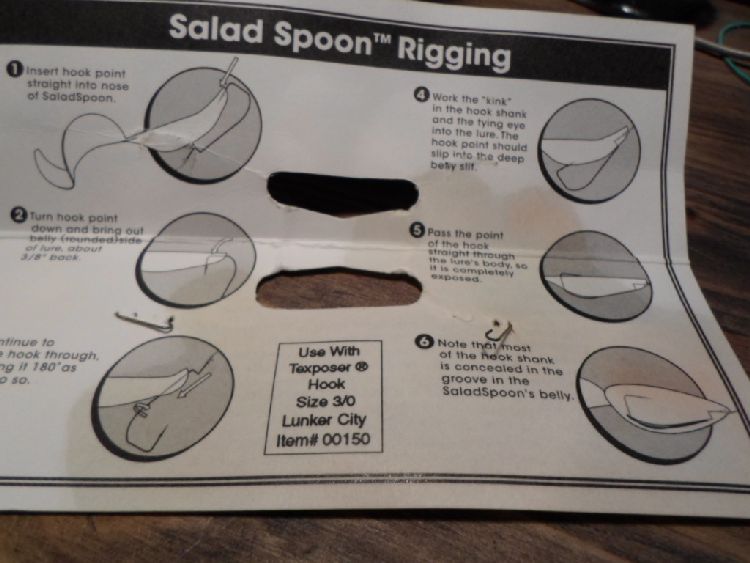 Salad Spoon™ Rigging
1 Insert hook point
straight into nose
of SaladSpoon.
2 Turn hook point
down and bring out
belly (rounded) side
of lure, about
3/8" back.
ntinue to
hook through,
ng it 180° as
so.
4 Work the "kink"
in the hook shank
and the tying eye
into the lure. The
hook point should
slip into the deep
belly slit.
5 Pass the point
of the hook
straight through
the lure's body, so
it is completely
exposed.
6 Note that most
of the hook shank
is concealed in the
groove in the
SaladSpoon's belly.
Use With
Texposer ®
Hook
Size 3/0
Lunker City
Item# 00150